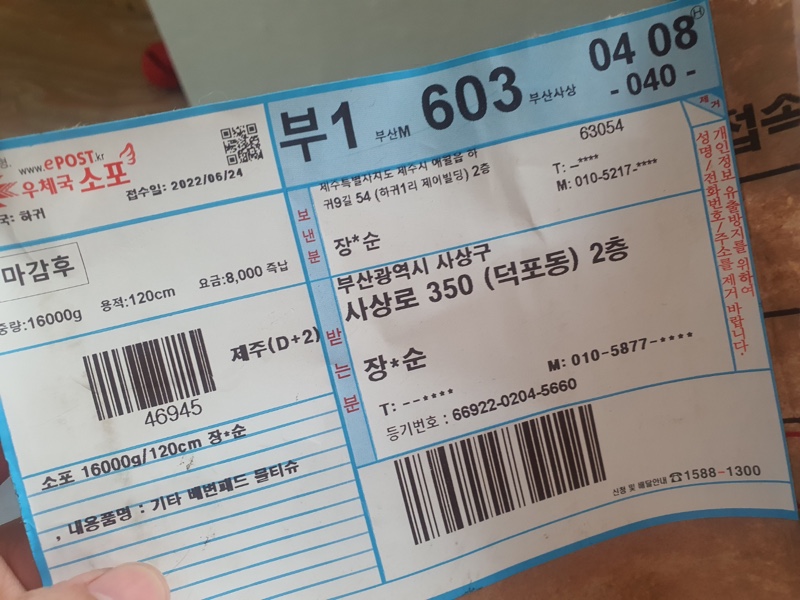 www.ePOST.kr
우체국 소포
접수일: 2022/06/24
국: 하귀
마감후
중량:16000g 용적:120cm 요금:8,000 즉납
제주(D+2)
46945
소포 16000g/120cm 장*순
, 내용품명 : 기타 배변패드 물티슈
부1 부산M 603 부산사상 04 08
- 040 -
63054
보낸분
제주특별자치도 제주시 애월읍 하
귀9길 54 (하귀1리 제이빌딩) 2층
T: --****
M: 010-5217-****
장*순
받는분
부산광역시 사상구
사상로 350 (덕포동) 2층
장*순
T: --****
M: 010-5877-****
등기번호 : 66922-0204-5660
신청 및 배달안내 ☎1588-1300
제거
개인정보 유출방지를 위하여
성명/전화번호/주소를 제거 바랍니다.
접속